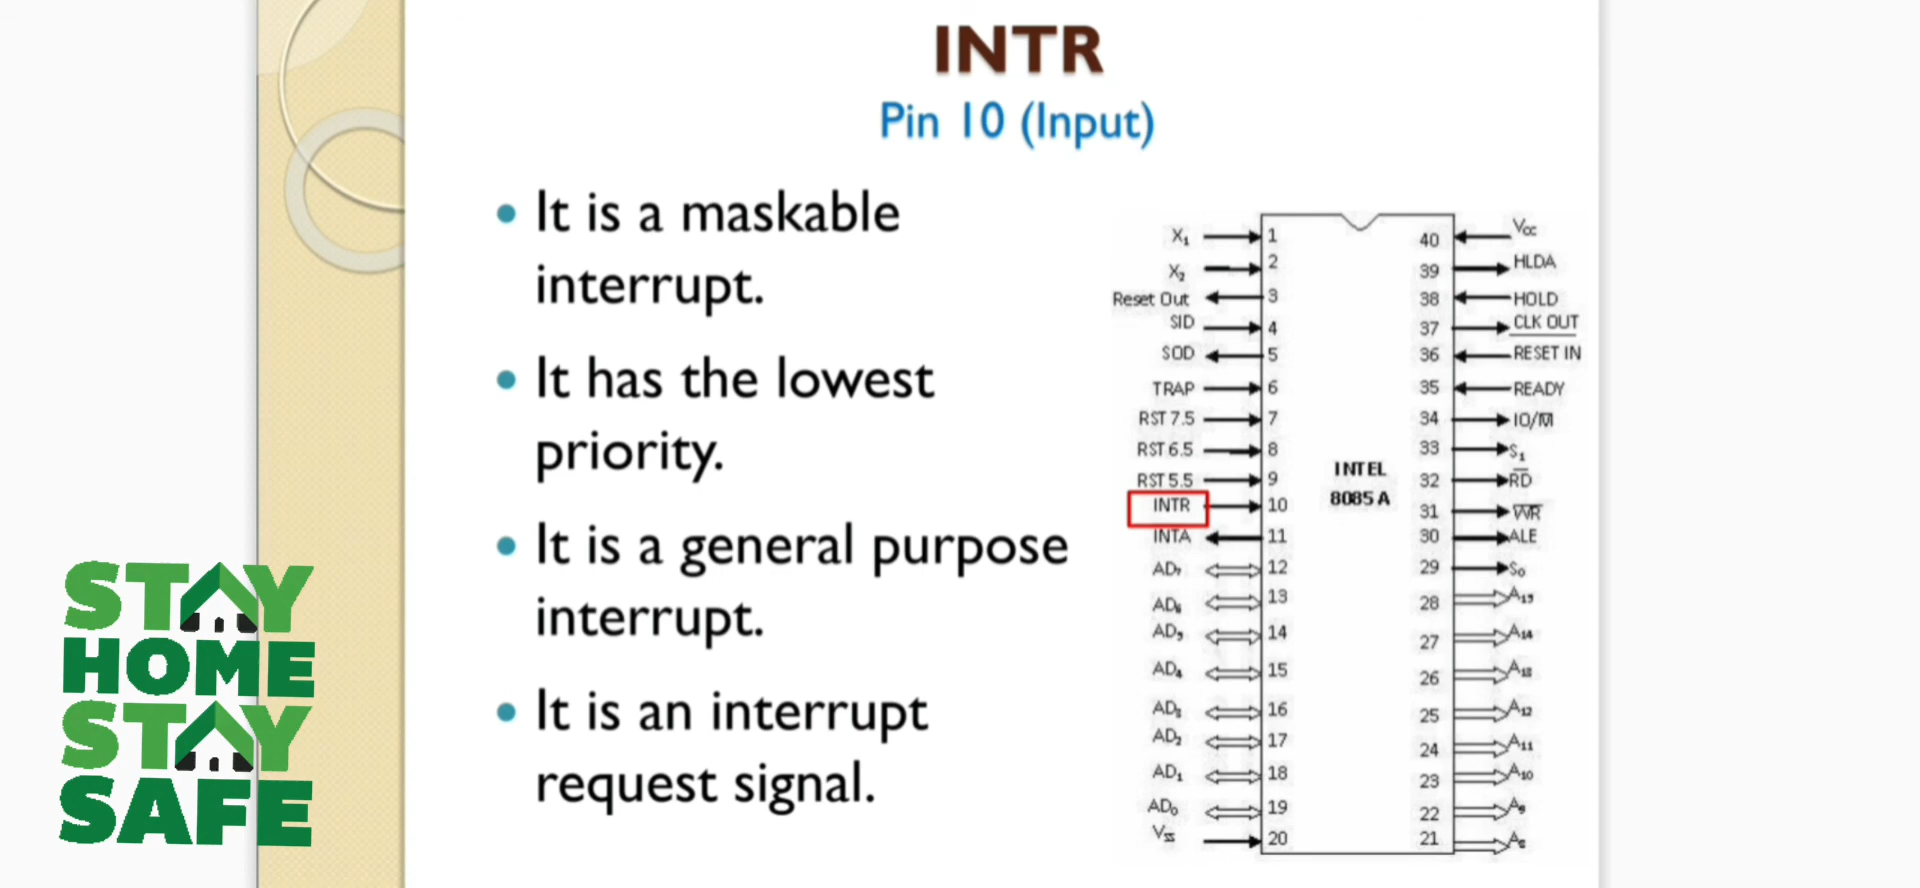 INTR
Pin 10 (Input)
• It is a maskable
interrupt.
• It has the lowest
priority.
• It is a general purpose
interrupt.
• It is an interrupt
request signal.
X₁ 1
X₂ 2
Reset Out 3
SID 4
SOD 5
TRAP 6
RST 7.5 7
RST 6.5 8
RST 5.5 9
INTR 10
INTA 11
AD₇ 12
AD₆ 13
AD₅ 14
AD₄ 15
AD₃ 16
AD₂ 17
AD₁ 18
AD₀ 19
Vss 20
INTEL
8085 A
40 Vcc
39 HLDA
38 HOLD
37 CLK OUT
36 RESET IN
35 READY
34 IO/M̅
33 S₁
32 R̅D̅
31 W̅R̅
30 ALE
29 S₀
28 A₁₅
27 A₁₄
26 A₁₃
25 A₁₂
24 A₁₁
23 A₁₀
22 A₉
21 A₈
STAY
HOME
STAY
SAFE